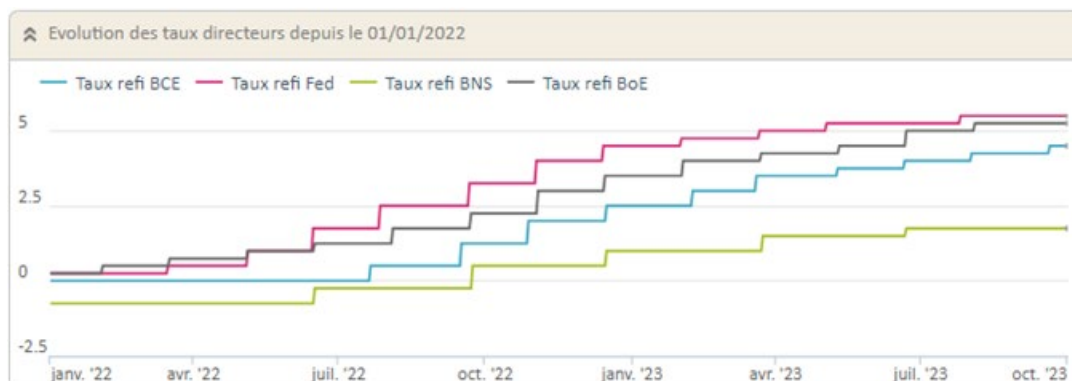 Evolution des taux directeurs depuis le 01/01/2022
Taux refi BCE Taux refi Fed Taux refi BNS Taux refi BoE
5
2.5
0
-2.5
janv. '22 avr. '22 juil. '22 oct. '22 janv. '23 avr. '23 juil. '23 oct. '23